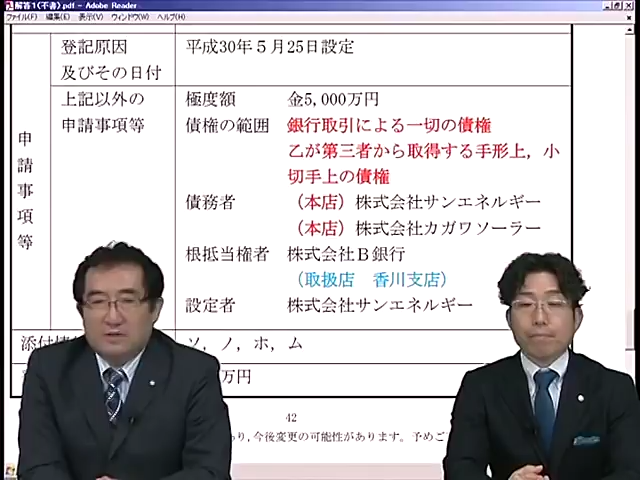 解答1(不書).pdf - Adobe Reader
ファイル(F) 編集(E) 表示(V) ウィンドウ(W) ヘルプ(H)
登記原因 平成30年5月25日設定
及びその日付
上記以外の 極度額 金5,000万円
申請事項等 債権の範囲 銀行取引による一切の債権
乙が第三者から取得する手形上，小
切手上の債権
債務者 （本店）株式会社サンエネルギー
（本店）株式会社カガワソーラー
根抵当権者 株式会社Ｂ銀行
（取扱店 香川支店）
設定者 株式会社サンエネルギー
申請事項等
添付情 ソ，ノ，ホ，ム
万円
42
り，今後変更の可能性があります。予めご